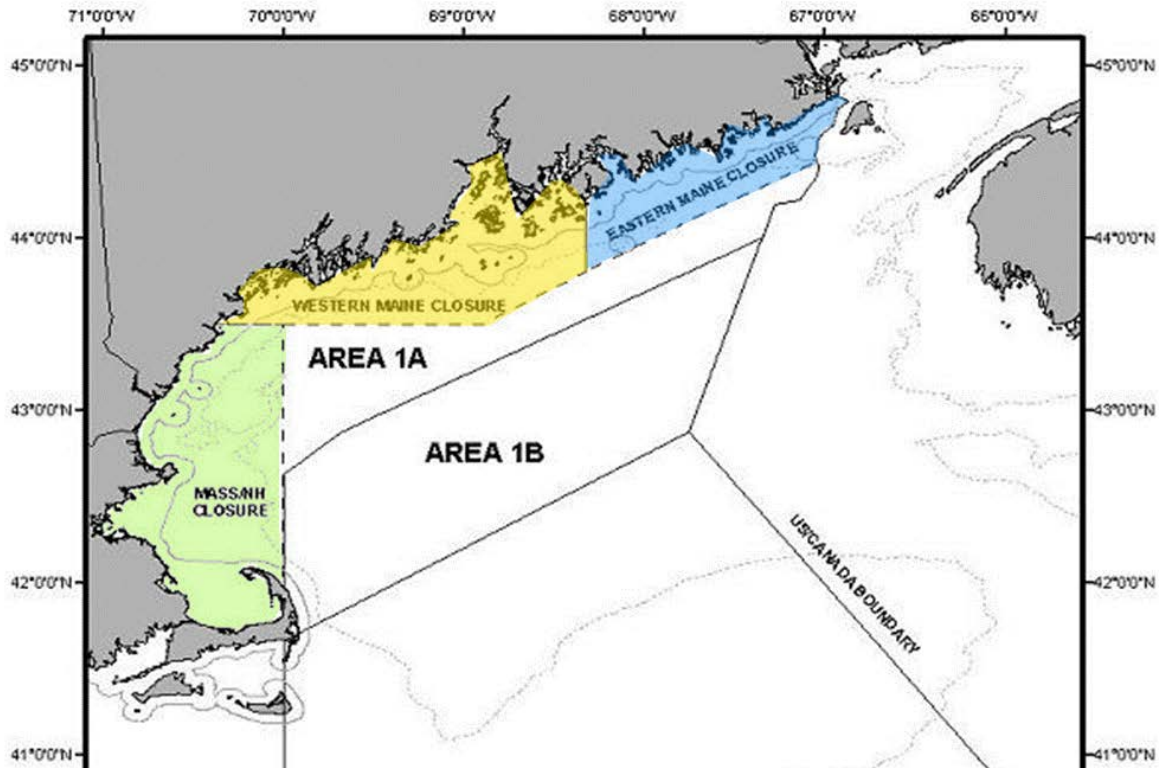 71°0'0"W 70°0'0"W 69°0'0"W 68°0'0"W 67°0'0"W 66°0'0"W
45°0'0"N 45°0'0"N
EASTERN MAINE CLOSURE
44°0'0"N 44°0'0"N
WESTERN MAINE CLOSURE
AREA 1A
43°0'0"N 43°0'0"N
AREA 1B
MASS/NH
CLOSURE
US/CANADA BOUNDARY
42°0'0"N 42°0'0"N
41°0'0"N 41°0'0"N